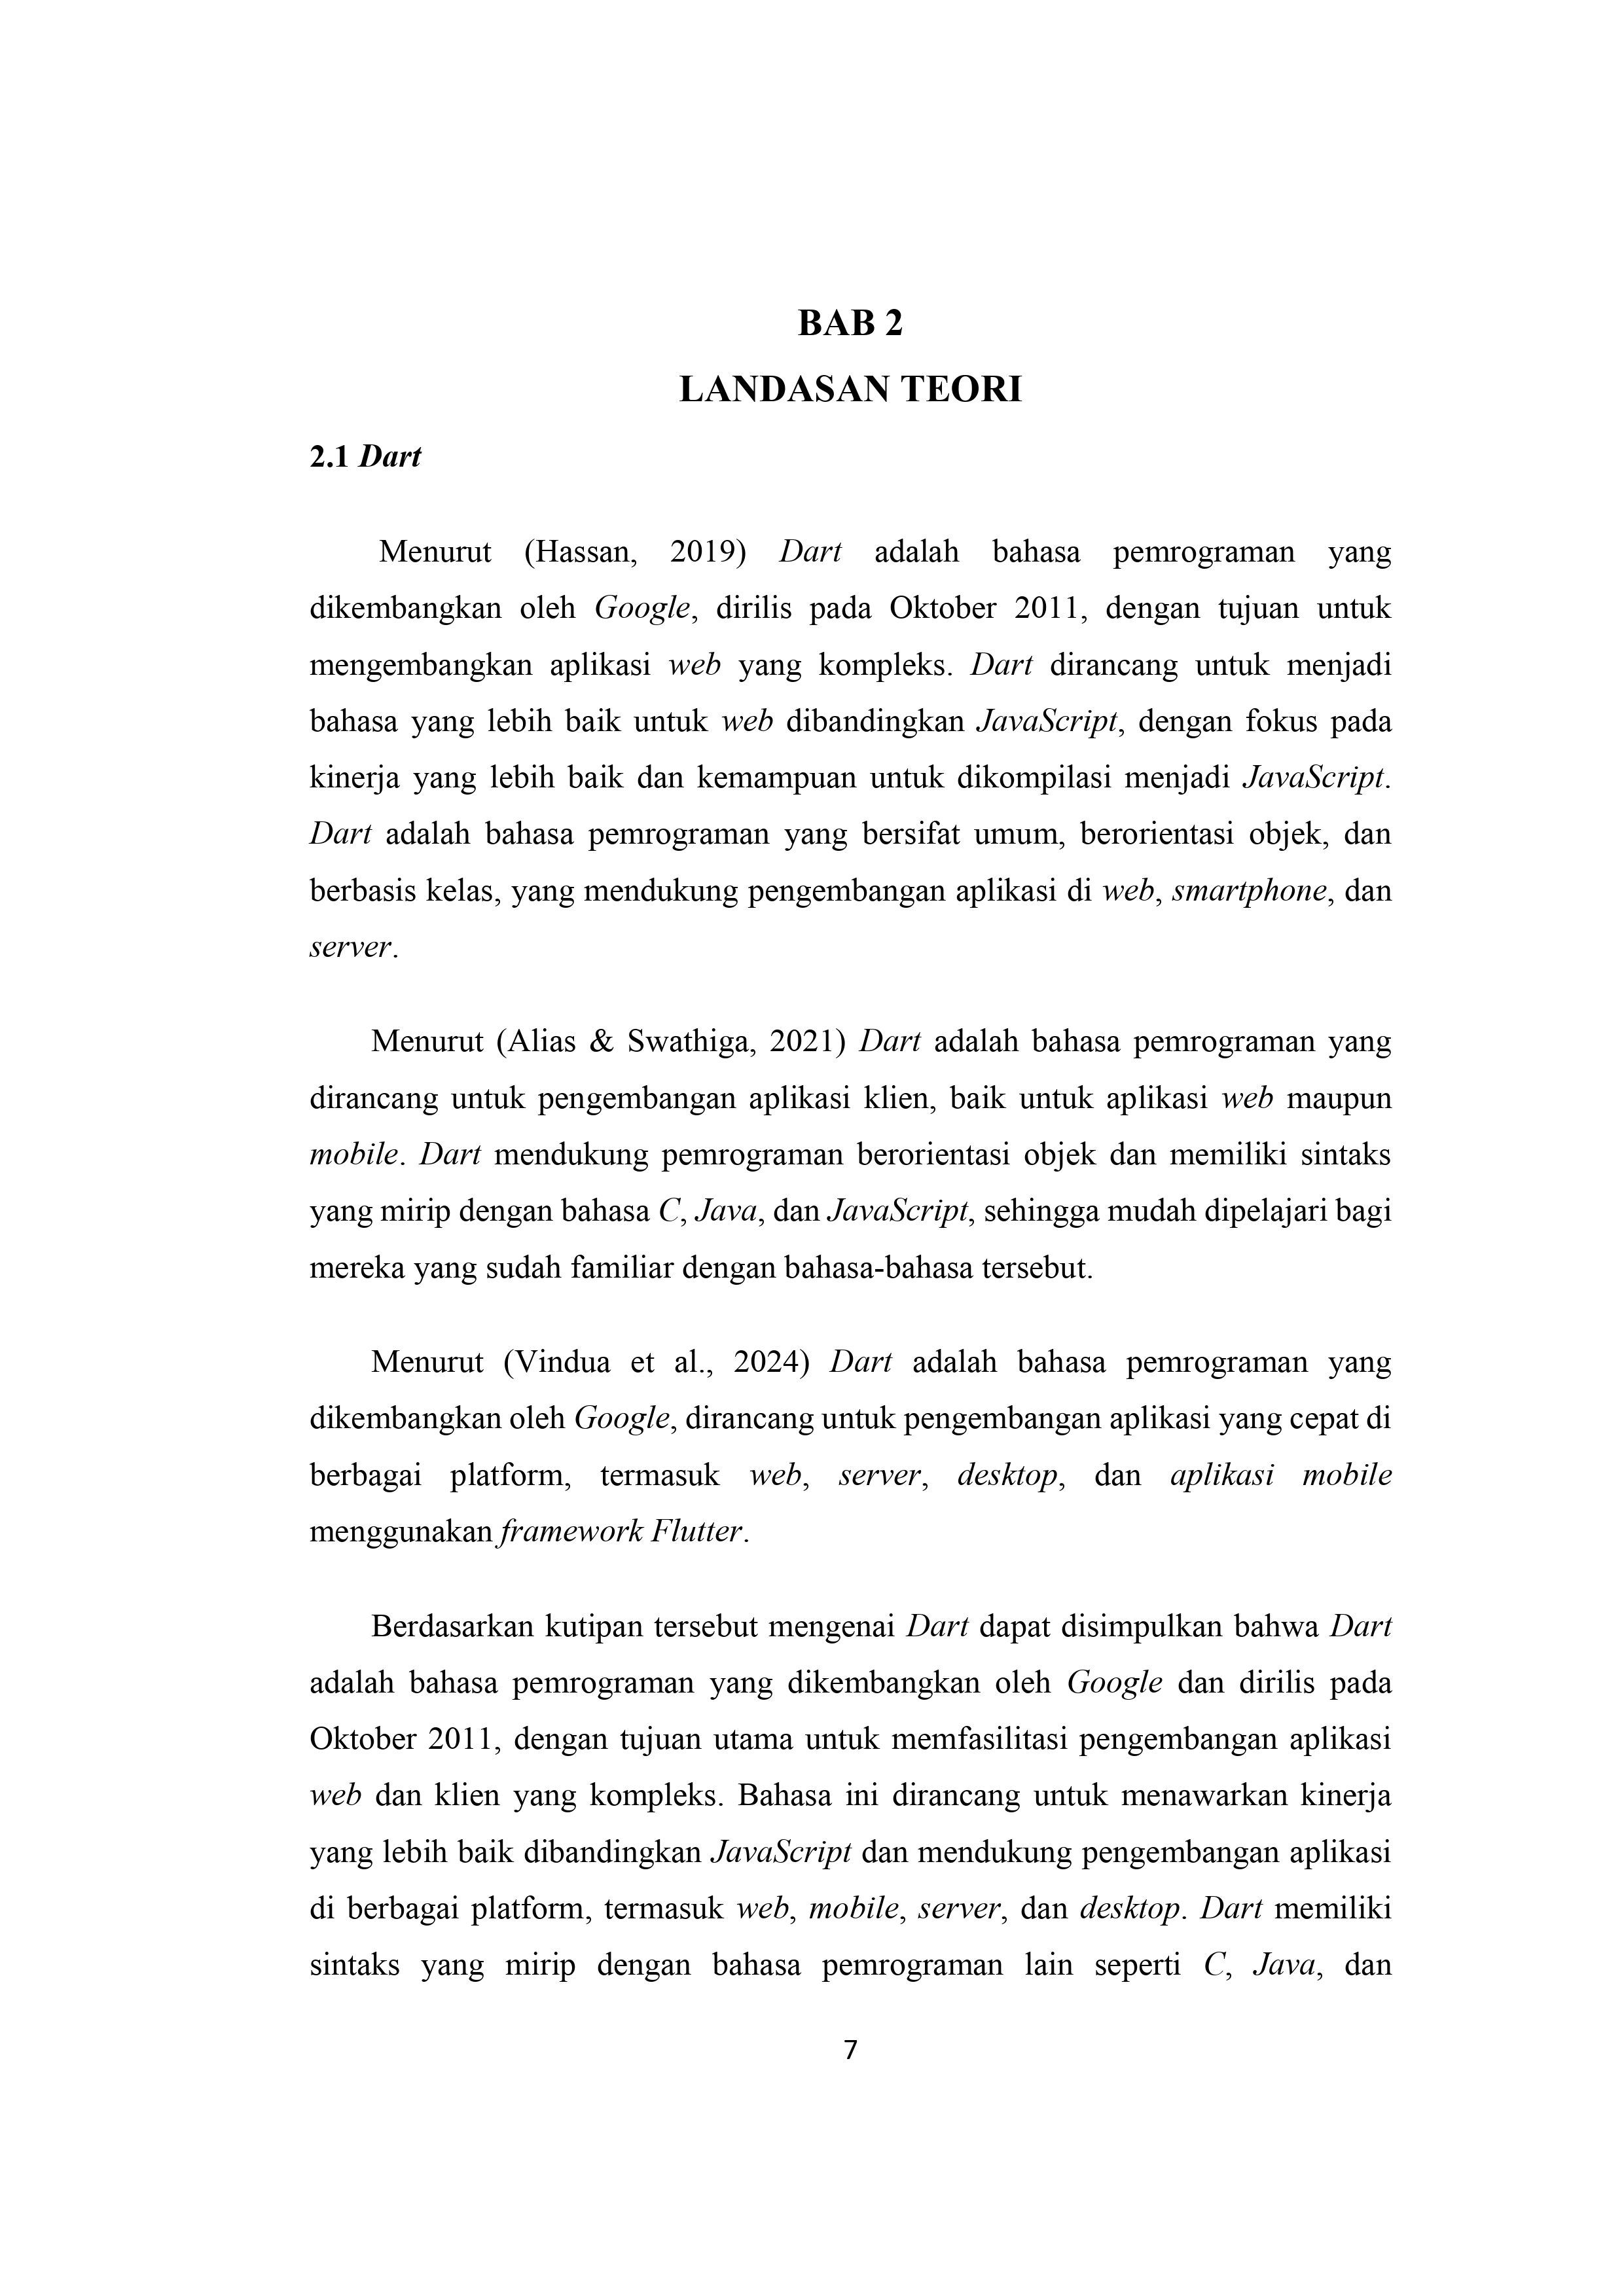 BAB 2
LANDASAN TEORI
2.1 Dart
Menurut (Hassan, 2019) Dart adalah bahasa pemrograman yang
dikembangkan oleh Google, dirilis pada Oktober 2011, dengan tujuan untuk
mengembangkan aplikasi web yang kompleks. Dart dirancang untuk menjadi
bahasa yang lebih baik untuk web dibandingkan JavaScript, dengan fokus pada
kinerja yang lebih baik dan kemampuan untuk dikompilasi menjadi JavaScript.
Dart adalah bahasa pemrograman yang bersifat umum, berorientasi objek, dan
berbasis kelas, yang mendukung pengembangan aplikasi di web, smartphone, dan
server.
Menurut (Alias & Swathiga, 2021) Dart adalah bahasa pemrograman yang
dirancang untuk pengembangan aplikasi klien, baik untuk aplikasi web maupun
mobile. Dart mendukung pemrograman berorientasi objek dan memiliki sintaks
yang mirip dengan bahasa C, Java, dan JavaScript, sehingga mudah dipelajari bagi
mereka yang sudah familiar dengan bahasa-bahasa tersebut.
Menurut (Vindua et al., 2024) Dart adalah bahasa pemrograman yang
dikembangkan oleh Google, dirancang untuk pengembangan aplikasi yang cepat di
berbagai platform, termasuk web, server, desktop, dan aplikasi mobile
menggunakan framework Flutter.
Berdasarkan kutipan tersebut mengenai Dart dapat disimpulkan bahwa Dart
adalah bahasa pemrograman yang dikembangkan oleh Google dan dirilis pada
Oktober 2011, dengan tujuan utama untuk memfasilitasi pengembangan aplikasi
web dan klien yang kompleks. Bahasa ini dirancang untuk menawarkan kinerja
yang lebih baik dibandingkan JavaScript dan mendukung pengembangan aplikasi
di berbagai platform, termasuk web, mobile, server, dan desktop. Dart memiliki
sintaks yang mirip dengan bahasa pemrograman lain seperti C, Java, dan
7